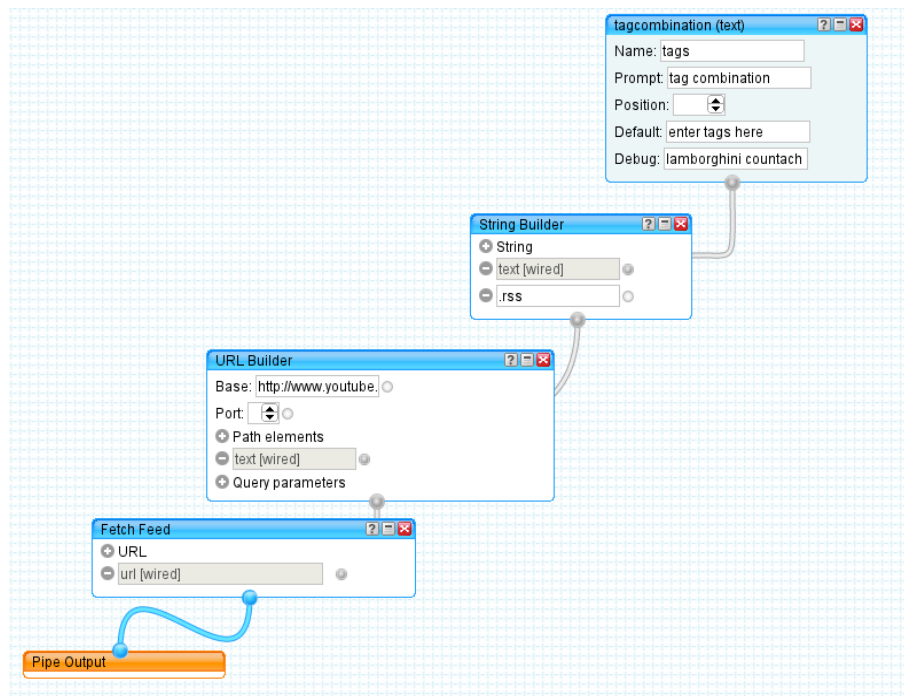 tagcombination (text)
Name: tags
Prompt: tag combination
Position:
Default: enter tags here
Debug: lamborghini countach
String Builder
String
text [wired]
.rss
URL Builder
Base: http://www.youtube.
Port:
Path elements
text [wired]
Query parameters
Fetch Feed
URL
url [wired]
Pipe Output